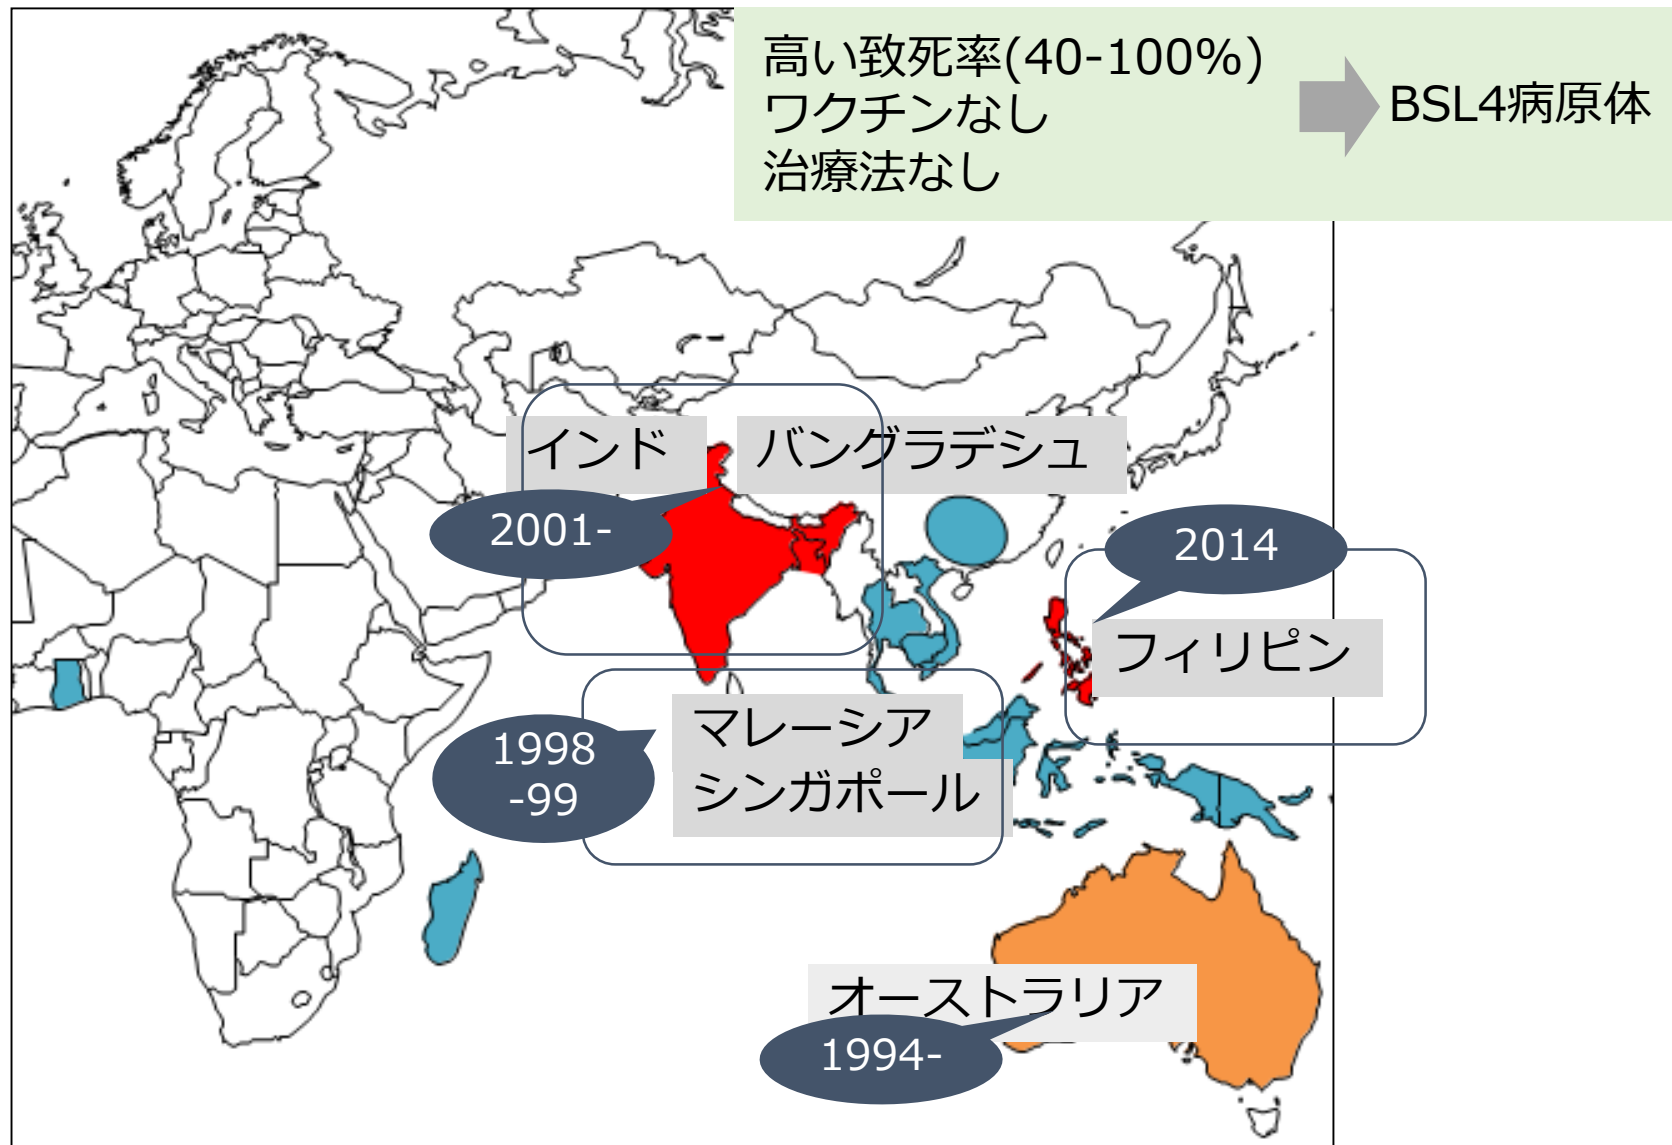 高い致死率(40-100%)
ワクチンなし
治療法なし
BSL4病原体
インド
バングラデシュ
2001-
2014
フィリピン
マレーシア
シンガポール
1998
-99
オーストラリア
1994-